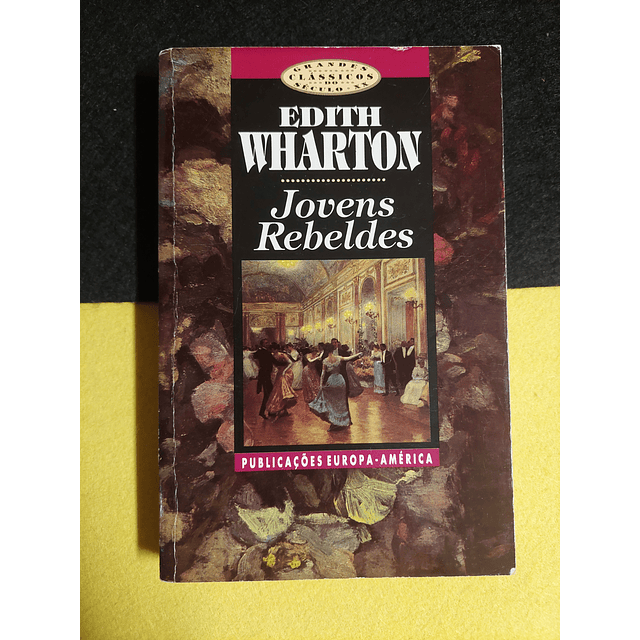 GRANDES
CLÁSSICOS
DO
SÉCULO XX
EDITH
WHARTON
Jovens
Rebeldes
PUBLICAÇÕES EUROPA-AMÉRICA